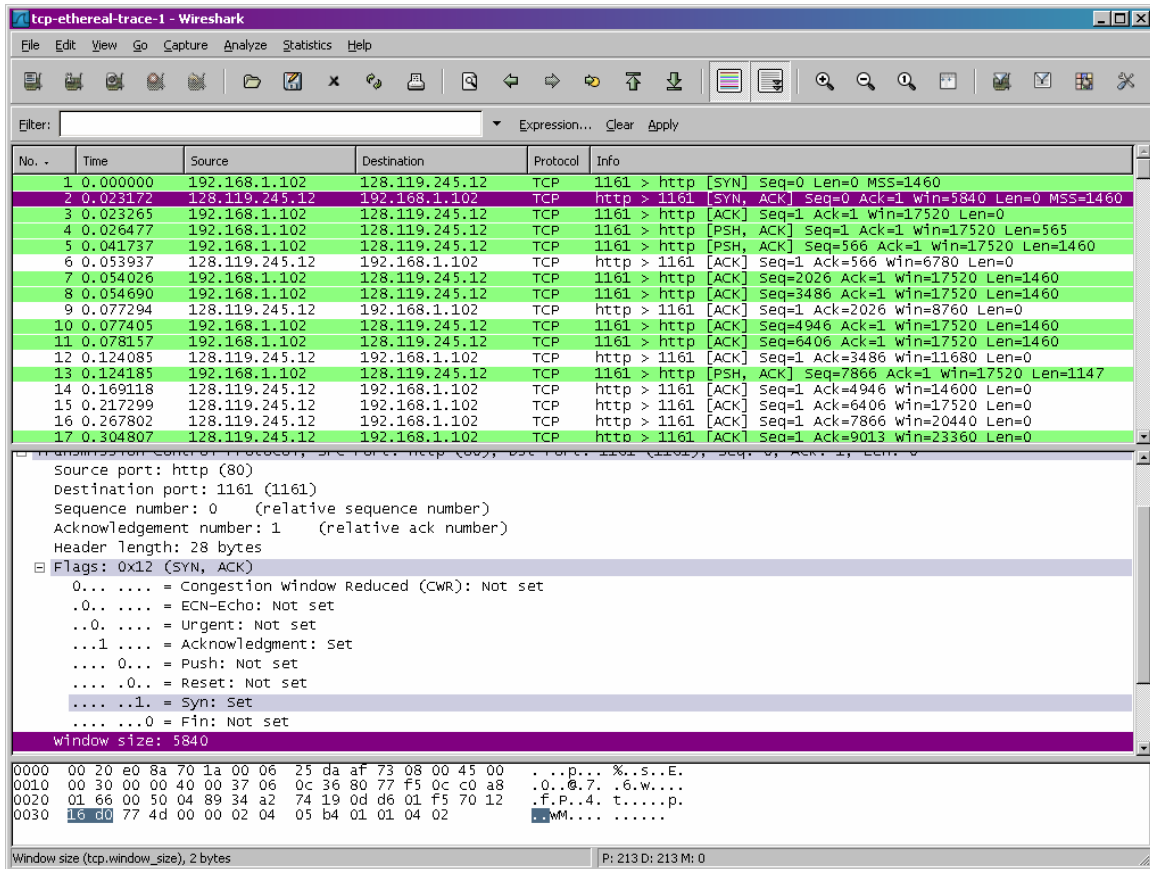 tcp-ethereal-trace-1 - Wireshark
File Edit View Go Capture Analyze Statistics Help
Filter: Expression... Clear Apply
No. - Time Source Destination Protocol Info
1 0.000000 192.168.1.102 128.119.245.12 TCP 1161 > http [SYN] Seq=0 Len=0 MSS=1460
2 0.023172 128.119.245.12 192.168.1.102 TCP http > 1161 [SYN, ACK] Seq=0 Ack=1 Win=5840 Len=0 MSS=1460
3 0.023265 192.168.1.102 128.119.245.12 TCP 1161 > http [ACK] Seq=1 Ack=1 Win=17520 Len=0
4 0.026477 192.168.1.102 128.119.245.12 TCP 1161 > http [PSH, ACK] Seq=1 Ack=1 Win=17520 Len=565
5 0.041737 192.168.1.102 128.119.245.12 TCP 1161 > http [PSH, ACK] Seq=566 Ack=1 Win=17520 Len=1460
6 0.053937 128.119.245.12 192.168.1.102 TCP http > 1161 [ACK] Seq=1 Ack=566 Win=6780 Len=0
7 0.054026 192.168.1.102 128.119.245.12 TCP 1161 > http [ACK] Seq=2026 Ack=1 Win=17520 Len=1460
8 0.054690 192.168.1.102 128.119.245.12 TCP 1161 > http [ACK] Seq=3486 Ack=1 Win=17520 Len=1460
9 0.077294 128.119.245.12 192.168.1.102 TCP http > 1161 [ACK] Seq=1 Ack=2026 Win=8760 Len=0
10 0.077405 192.168.1.102 128.119.245.12 TCP 1161 > http [ACK] Seq=4946 Ack=1 Win=17520 Len=1460
11 0.078157 192.168.1.102 128.119.245.12 TCP 1161 > http [ACK] Seq=6406 Ack=1 Win=17520 Len=1460
12 0.124085 128.119.245.12 192.168.1.102 TCP http > 1161 [ACK] Seq=1 Ack=3486 Win=11680 Len=0
13 0.124185 192.168.1.102 128.119.245.12 TCP 1161 > http [PSH, ACK] Seq=7866 Ack=1 Win=17520 Len=1147
14 0.169118 128.119.245.12 192.168.1.102 TCP http > 1161 [ACK] Seq=1 Ack=4946 Win=14600 Len=0
15 0.217299 128.119.245.12 192.168.1.102 TCP http > 1161 [ACK] Seq=1 Ack=6406 Win=17520 Len=0
16 0.267802 128.119.245.12 192.168.1.102 TCP http > 1161 [ACK] Seq=1 Ack=7866 Win=20440 Len=0
17 0.304807 128.119.245.12 192.168.1.102 TCP http > 1161 [ACK] Seq=1 Ack=9013 Win=23360 Len=0
Transmission Control Protocol, Src Port: http (80), Dst Port: 1161 (1161), Seq: 0, Ack: 1, Len: 0
Source port: http (80)
Destination port: 1161 (1161)
Sequence number: 0 (relative sequence number)
Acknowledgement number: 1 (relative ack number)
Header length: 28 bytes
Flags: 0x12 (SYN, ACK)
0... .... = Congestion Window Reduced (CWR): Not set
.0.. .... = ECN-Echo: Not set
..0. .... = Urgent: Not set
...1 .... = Acknowledgment: Set
.... 0... = Push: Not set
.... .0.. = Reset: Not set
.... ..1. = Syn: Set
.... ...0 = Fin: Not set
Window size: 5840
0000 00 20 e0 8a 70 1a 00 06 25 da af 73 08 00 45 00 . ..p... %..s..E.
0010 00 30 00 00 40 00 37 06 0c 36 80 77 f5 0c c0 a8 .0..@.7. .6.w....
0020 01 66 00 50 04 89 34 a2 74 19 0d d6 01 f5 70 12 .f.P..4. t.....p.
0030 16 d0 77 4d 00 00 02 04 05 b4 01 01 04 02 ..wM.... ......
Window size (tcp.window_size), 2 bytes P: 213 D: 213 M: 0